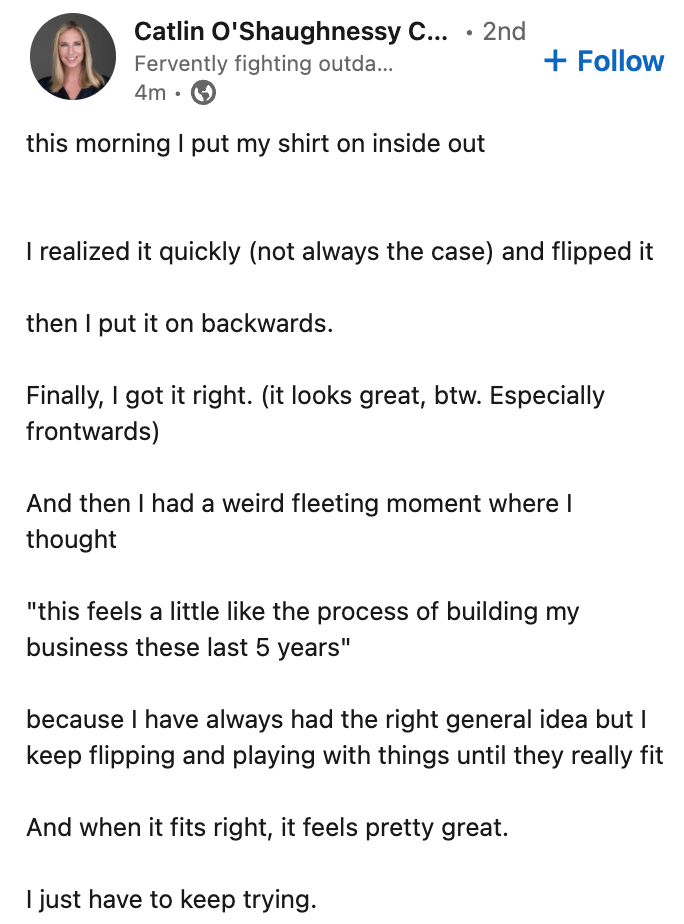 Catlin O'Shaughnessy C... • 2nd
Fervently fighting outda...
+ Follow
4m •
this morning I put my shirt on inside out
I realized it quickly (not always the case) and flipped it
then I put it on backwards.
Finally, I got it right. (it looks great, btw. Especially
frontwards)
And then I had a weird fleeting moment where I
thought
"this feels a little like the process of building my
business these last 5 years"
because I have always had the right general idea but I
keep flipping and playing with things until they really fit
And when it fits right, it feels pretty great.
I just have to keep trying.